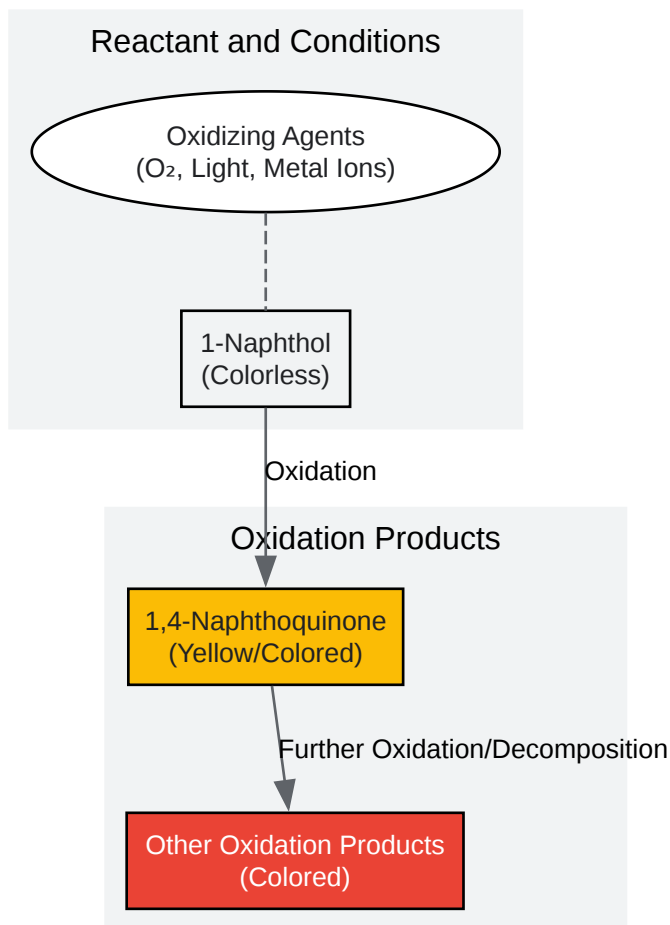 Reactant and Conditions
Oxidizing Agents
(O₂, Light, Metal Ions)
1-Naphthol
(Colorless)
Oxidation
Oxidation Products
1,4-Naphthoquinone
(Yellow/Colored)
Further Oxidation/Decomposition
Other Oxidation Products
(Colored)